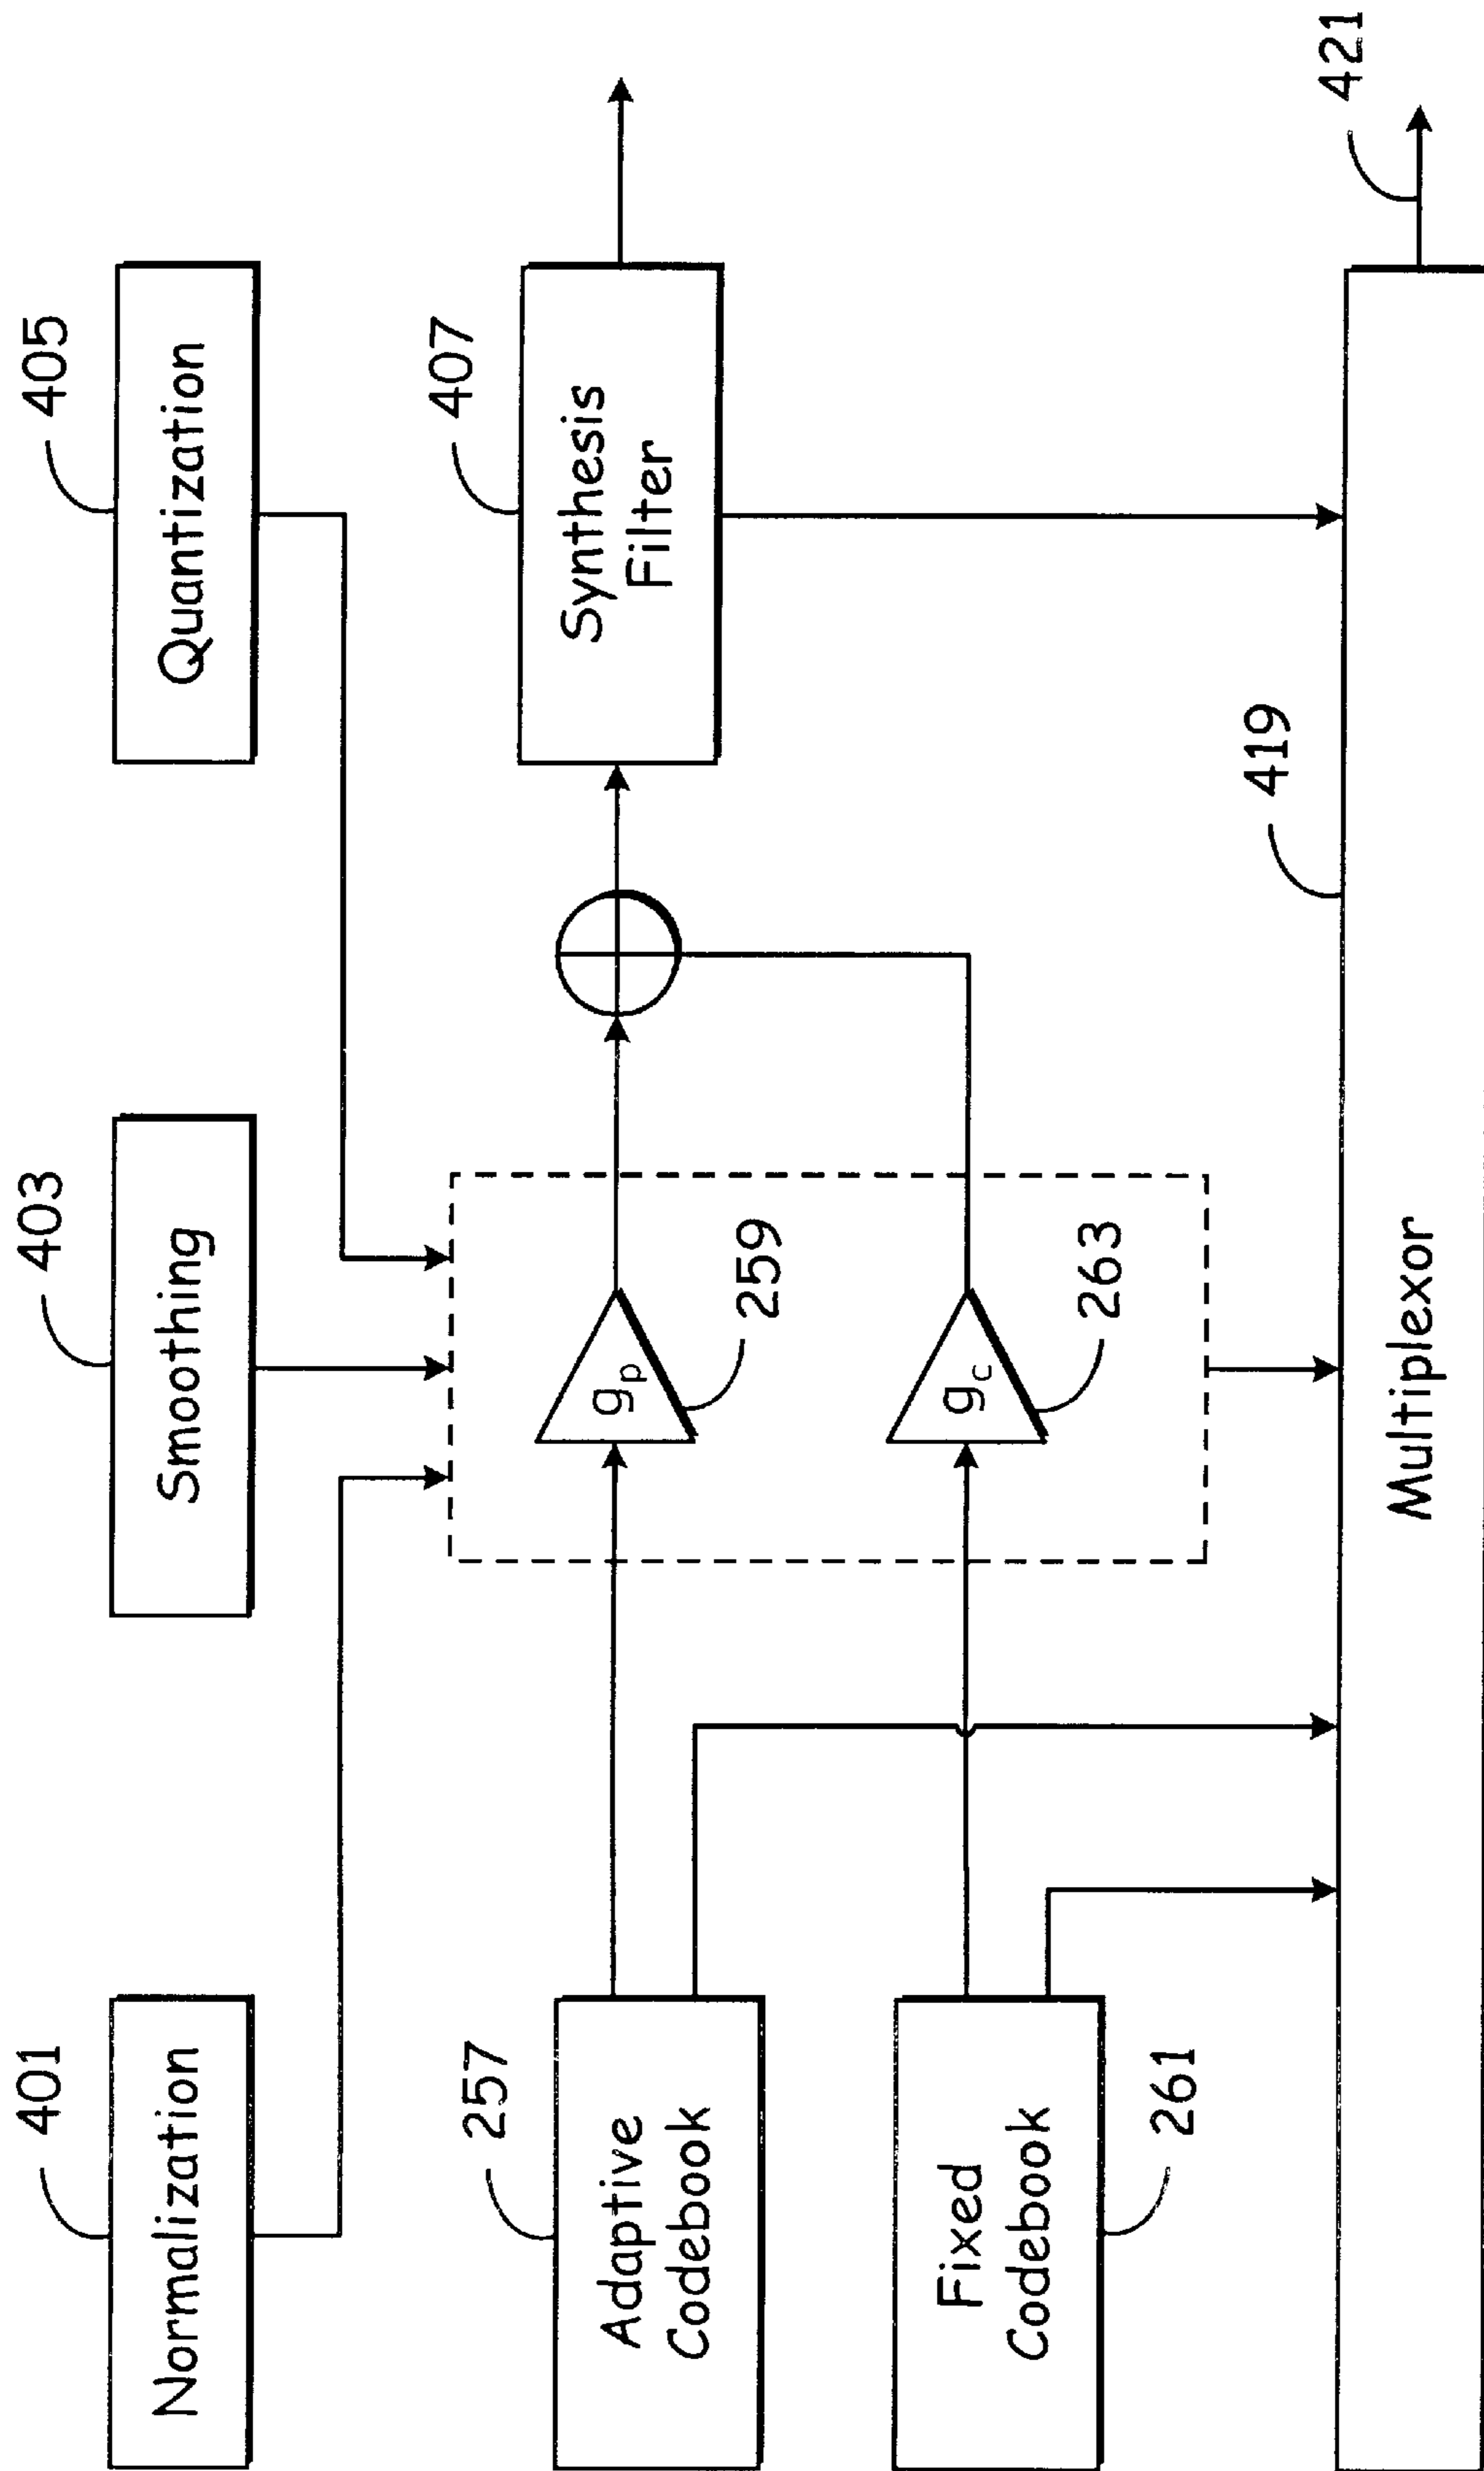 401
403
405
Normalization
Smoothing
Quantization
257
407
Adaptive
Codebook
gp
259
Synthesis
Filter
Fixed
Codebook
gc
263
261
419
421
Multiplexor